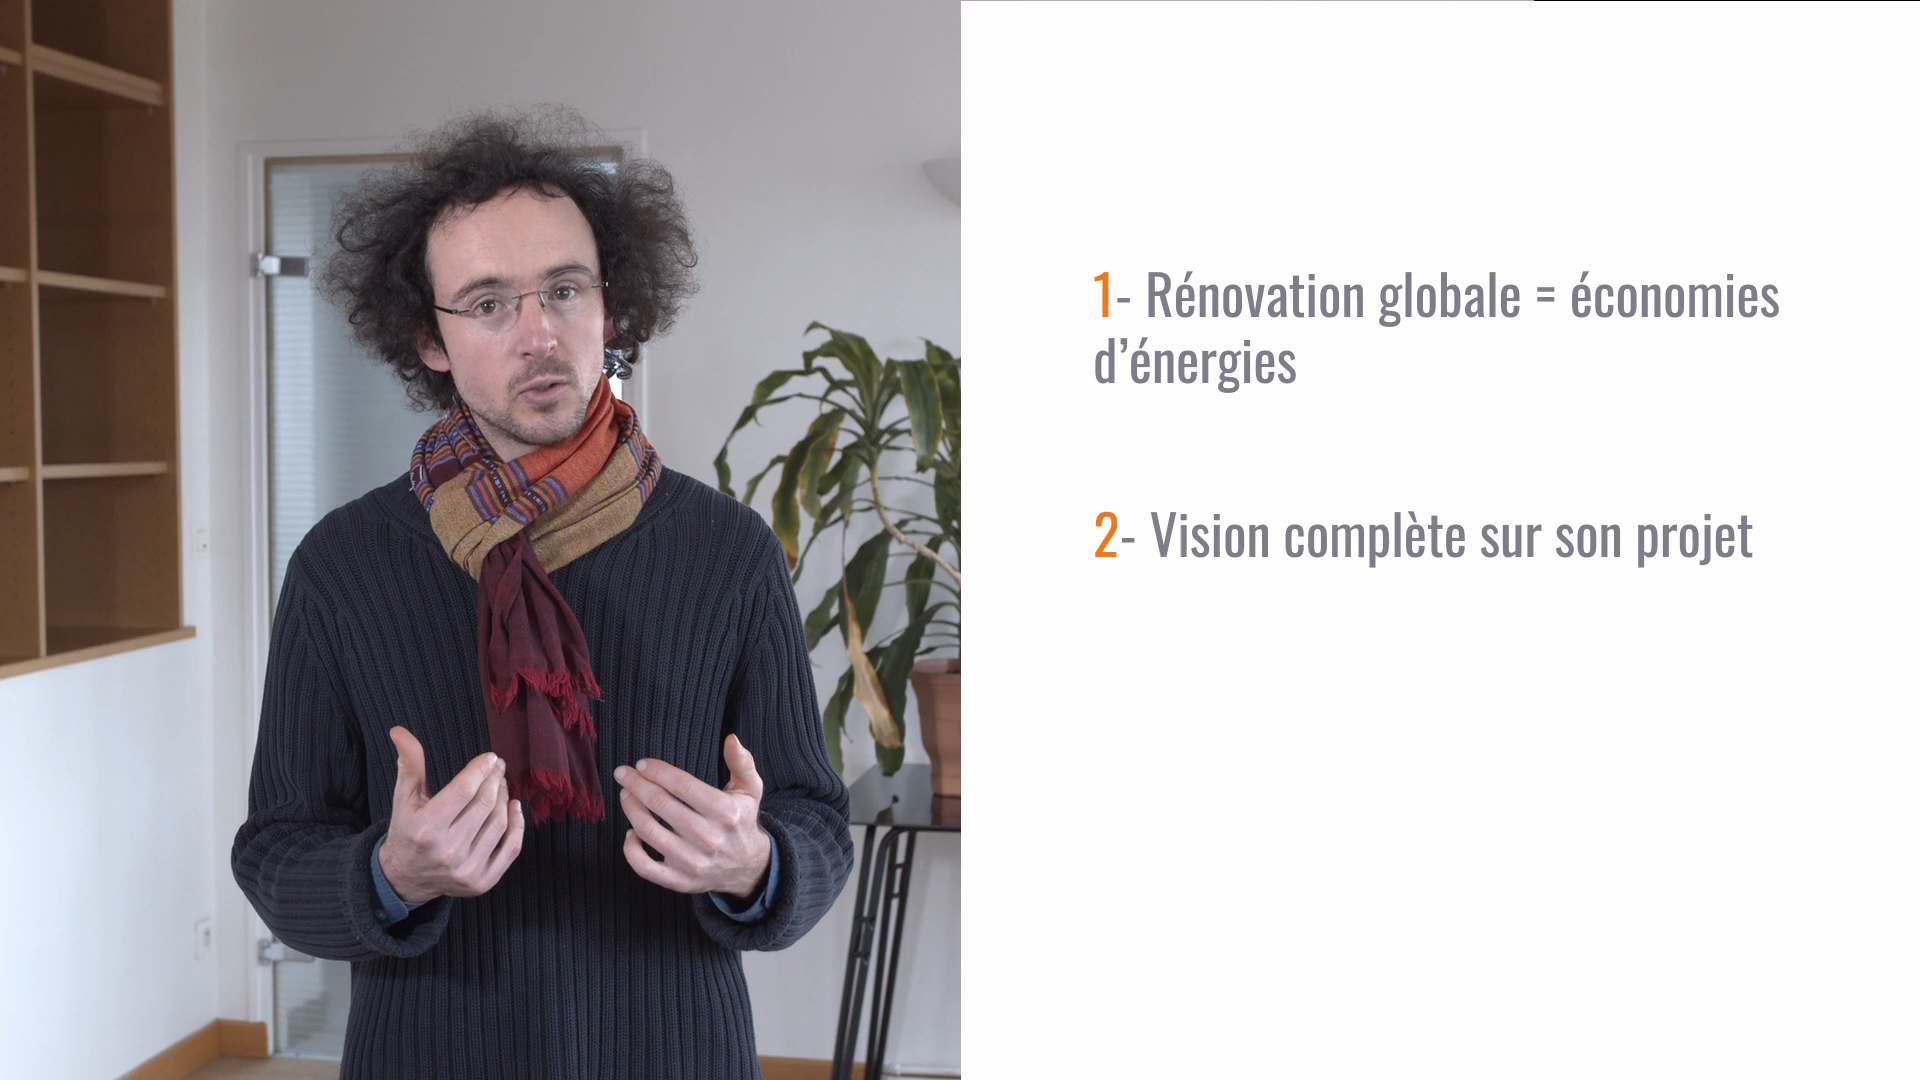 1- Rénovation globale = économies
d’énergies
2- Vision complète sur son projet